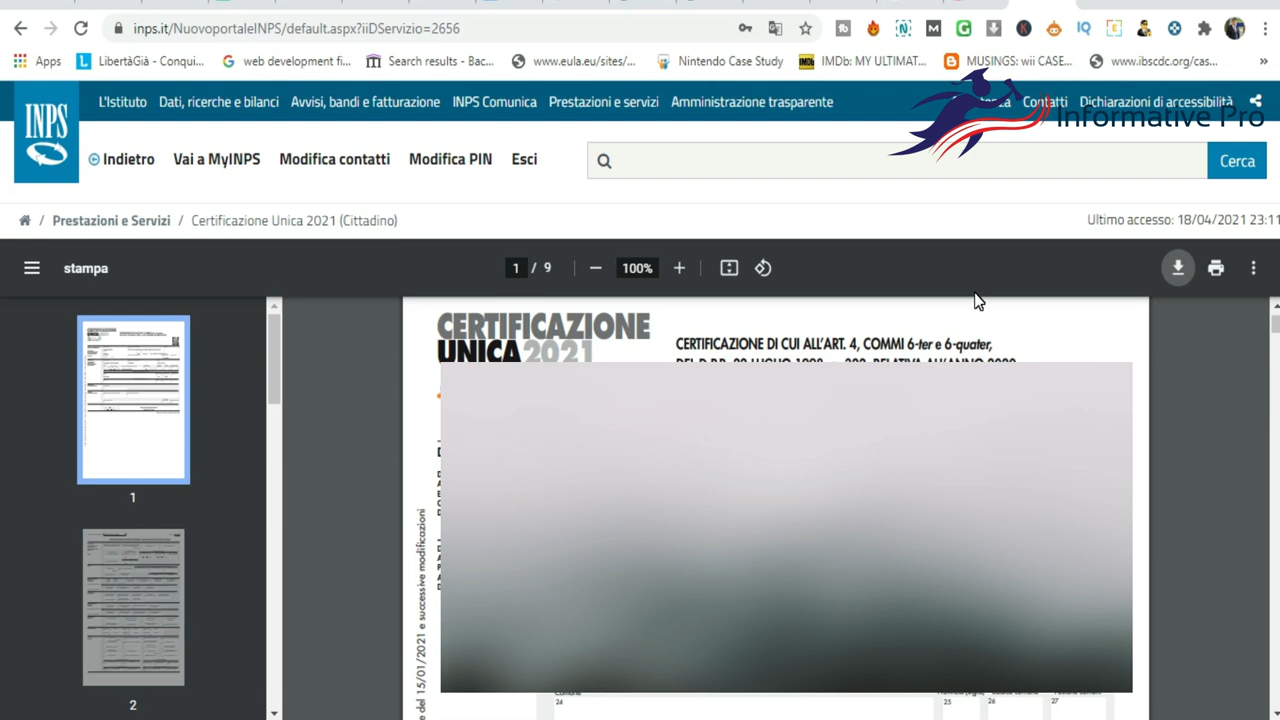 inps.it/NuovoportaleINPS/default.aspx?iiDServizio=2656
Apps LibertàGià - Conqui... web development fi... Search results - Bac... www.eula.eu/sites/... Nintendo Case Study IMDb: MY ULTIMAT... MUSINGS: wii CASE... www.ibscdc.org/cas... »
INPS
L'Istituto Dati, ricerche e bilanci Avvisi, bandi e fatturazione INPS Comunica Prestazioni e servizi Amministrazione trasparente Contatti Dichiarazioni di accessibilità
Informative Pro
Indietro Vai a MyINPS Modifica contatti Modifica PIN Esci
Cerca
/ Prestazioni e Servizi / Certificazione Unica 2021 (Cittadino)
Ultimo accesso: 18/04/2021 23:11
stampa 1 / 9 100%
CERTIFICAZIONE
UNICA 2021
CERTIFICAZIONE DI CUI ALL'ART. 4, COMMI 6-ter e 6-quater,
1
2
e del 15/01/2021 e successive modificazioni
24 25 26 27